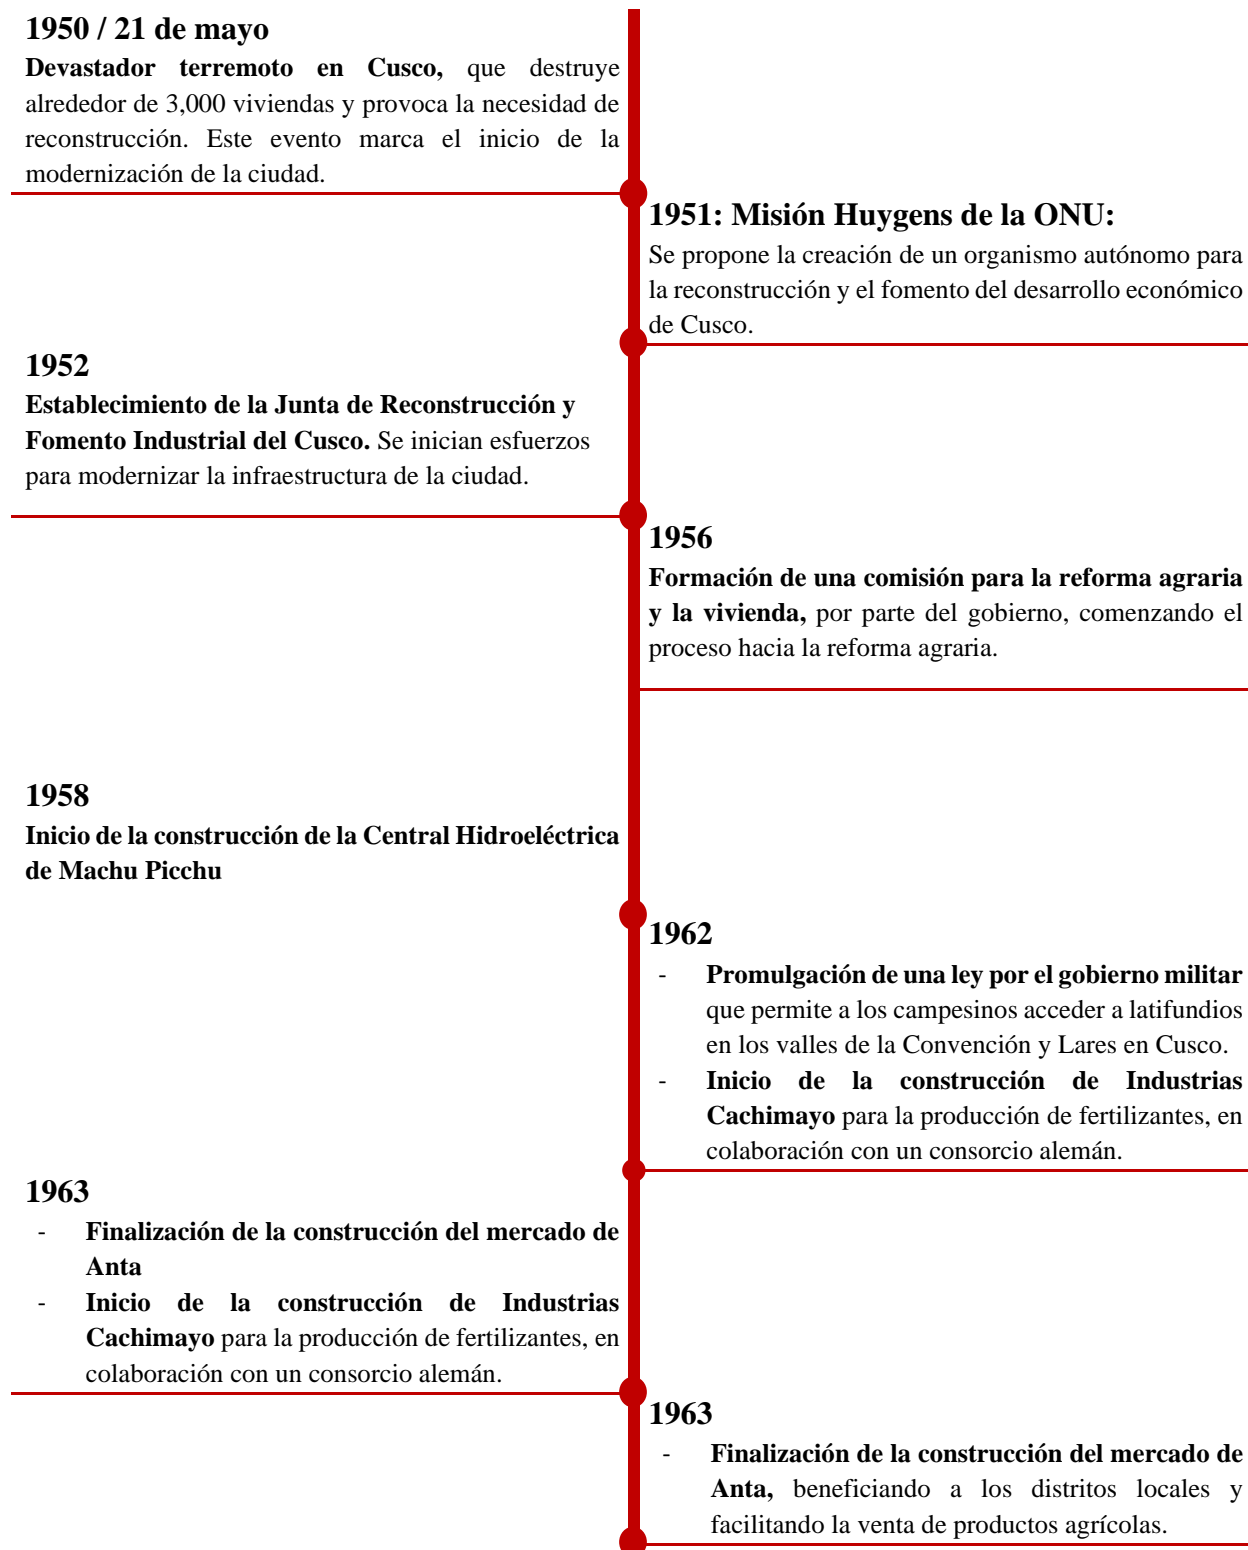 1950 / 21 de mayo
Devastador terremoto en Cusco, que destruye
alrededor de 3,000 viviendas y provoca la necesidad de
reconstrucción. Este evento marca el inicio de la
modernización de la ciudad.
1951: Misión Huygens de la ONU:
Se propone la creación de un organismo autónomo para
la reconstrucción y el fomento del desarrollo económico
de Cusco.
1952
Establecimiento de la Junta de Reconstrucción y
Fomento Industrial del Cusco. Se inician esfuerzos
para modernizar la infraestructura de la ciudad.
1956
Formación de una comisión para la reforma agraria
y la vivienda, por parte del gobierno, comenzando el
proceso hacia la reforma agraria.
1958
Inicio de la construcción de la Central Hidroeléctrica
de Machu Picchu
1962
- Promulgación de una ley por el gobierno militar
que permite a los campesinos acceder a latifundios
en los valles de la Convención y Lares en Cusco.
- Inicio de la construcción de Industrias
Cachimayo para la producción de fertilizantes, en
colaboración con un consorcio alemán.
1963
- Finalización de la construcción del mercado de
Anta
- Inicio de la construcción de Industrias
Cachimayo para la producción de fertilizantes, en
colaboración con un consorcio alemán.
1963
- Finalización de la construcción del mercado de
Anta, beneficiando a los distritos locales y
facilitando la venta de productos agrícolas.